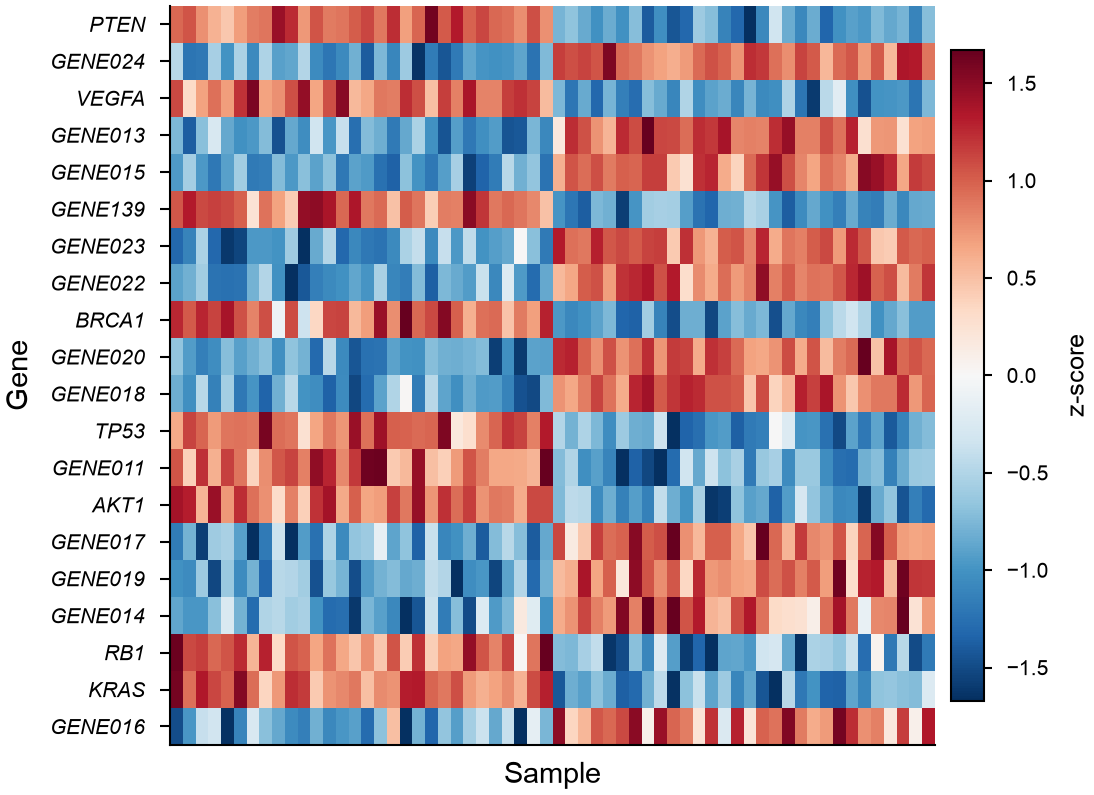 PTEN
GENE024
VEGFA
GENE013
GENE015
GENE139
GENE023
GENE022
BRCA1
GENE020
GENE018
TP53
GENE011
AKT1
GENE017
GENE019
GENE014
RB1
KRAS
GENE016
Gene
Sample
1.5
1.0
0.5
0.0
−0.5
−1.0
−1.5
z-score